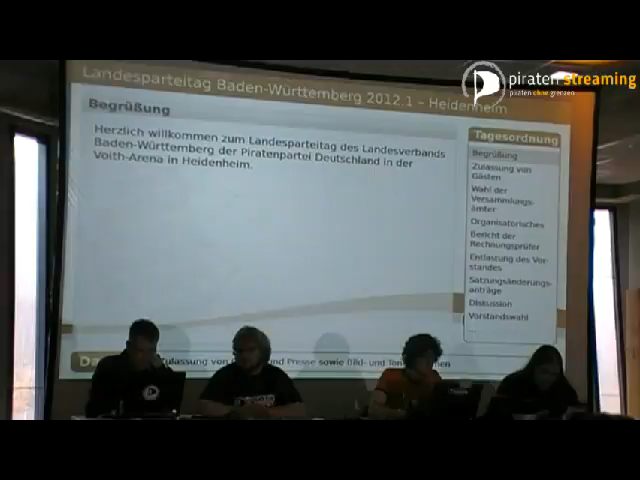 piraten streaming
piraten ohne grenzen
Landesparteitag Baden-Württemberg 2012.1 – Heidenheim
Begrüßung
Herzlich willkommen zum Landesparteitag des Landesverbands
Baden-Württemberg der Piratenpartei Deutschland in der
Voith-Arena in Heidenheim.
Tagesordnung
Begrüßung
Zulassung von
Gästen
Wahl der
Versammlungs-
ämter
Organisatorisches
Bericht der
Rechnungsprüfer
Entlastung des Vor-
standes
Satzungsänderungs-
anträge
Diskussion
Vorstandswahl
Zulassung von und Presse sowie Bild- und